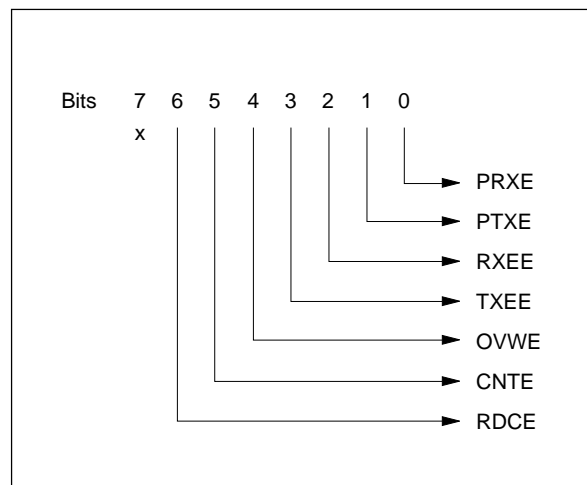 Bits 7 6 5 4 3 2 1 0
x
PRXE
PTXE
RXEE
TXEE
OVWE
CNTE
RDCE